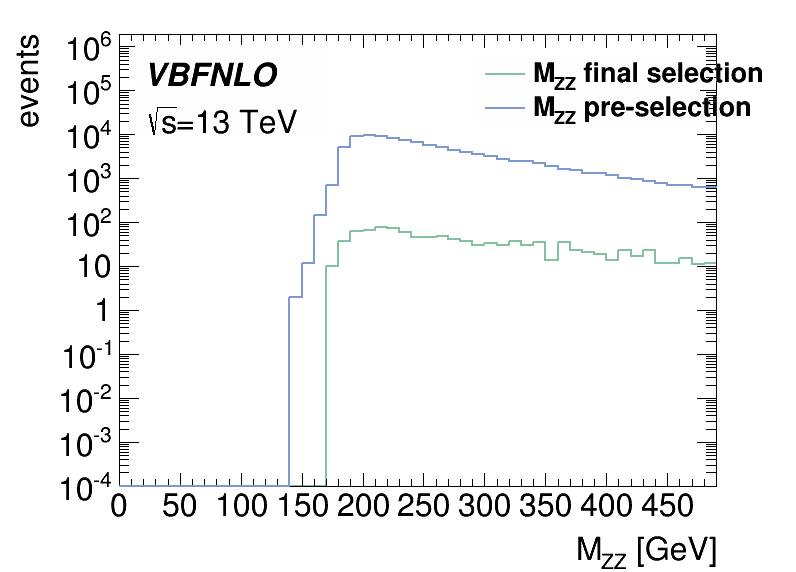 events
10^6
10^5
10^4
10^3
10^2
10
1
10^-1
10^-2
10^-3
10^-4
VBFNLO
√s=13 TeV
M_ZZ final selection
M_ZZ pre-selection
0 50 100 150 200 250 300 350 400 450
M_ZZ [GeV]